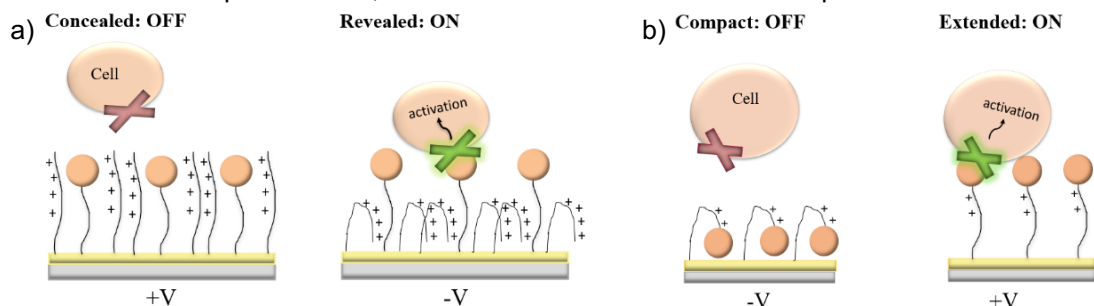 Concealed: OFF
Revealed: ON
b) Compact: OFF
Extended: ON
a)
Cell
activation
Cell
activation
+ + + + + + + + + + + + + + + +
+ + + + + + + + + + + + + + + +
+ + + + + +
+ + + + + +
+V
-V
-V
+V